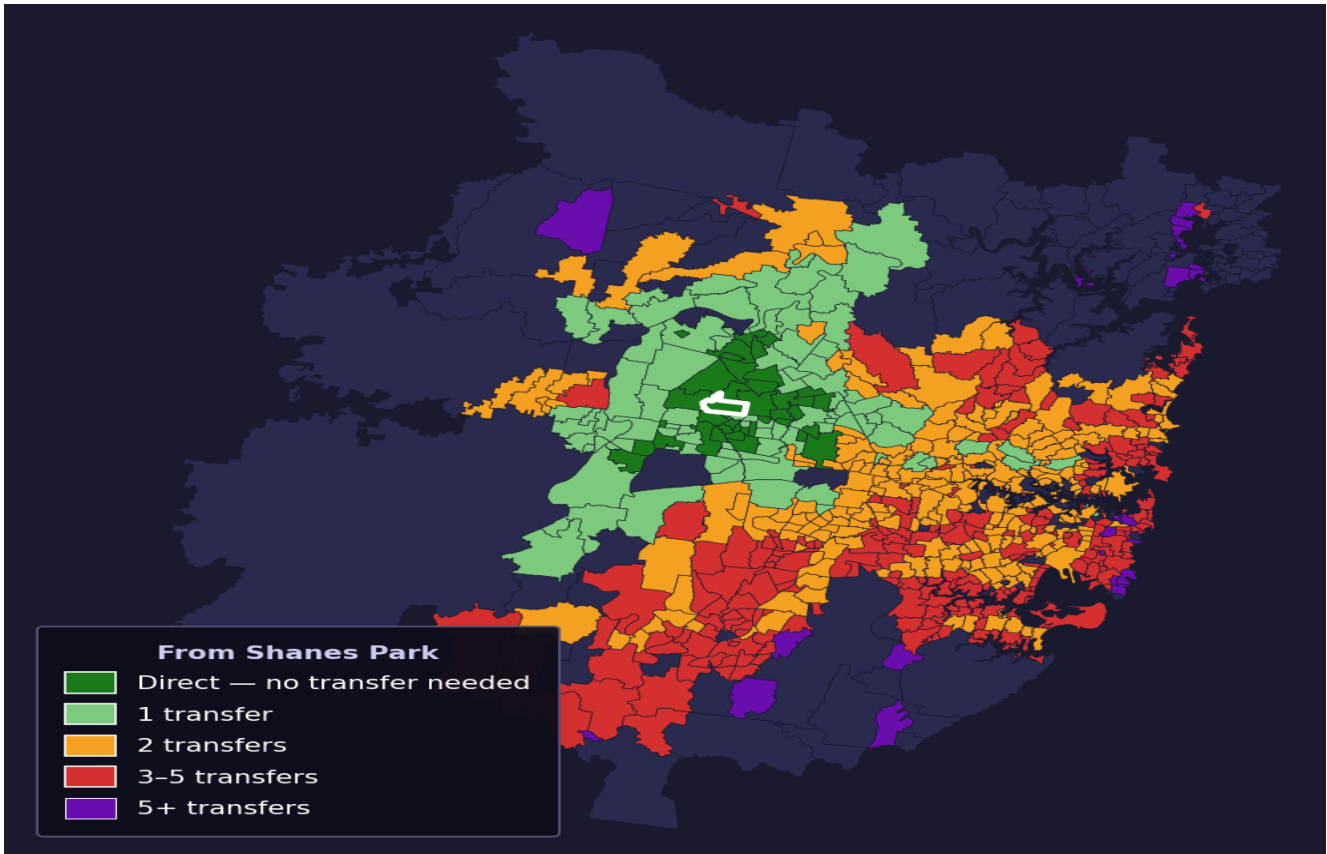 From Shanes Park
Direct — no transfer needed
1 transfer
2 transfers
3–5 transfers
5+ transfers